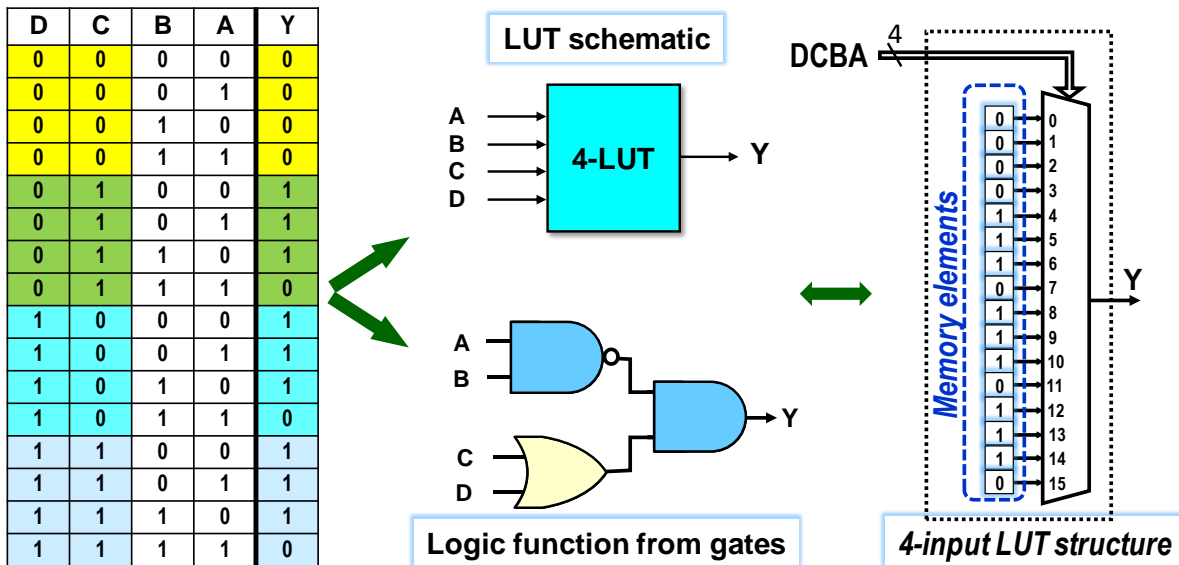 D C B A Y
0 0 0 0 0
0 0 0 1 0
0 0 1 0 0
0 0 1 1 0
0 1 0 0 1
0 1 0 1 1
0 1 1 0 1
0 1 1 1 0
1 0 0 0 1
1 0 0 1 1
1 0 1 0 1
1 0 1 1 0
1 1 0 0 1
1 1 0 1 1
1 1 1 0 1
1 1 1 1 0
LUT schematic
A
B
C
D
4-LUT
Y
A
B
C
D
Y
Logic function from gates
DCBA
4
Memory elements
0 0
0 1
0 2
0 3
1 4
1 5
1 6
0 7
1 8
1 9
1 10
0 11
1 12
1 13
1 14
0 15
Y
4-input LUT structure